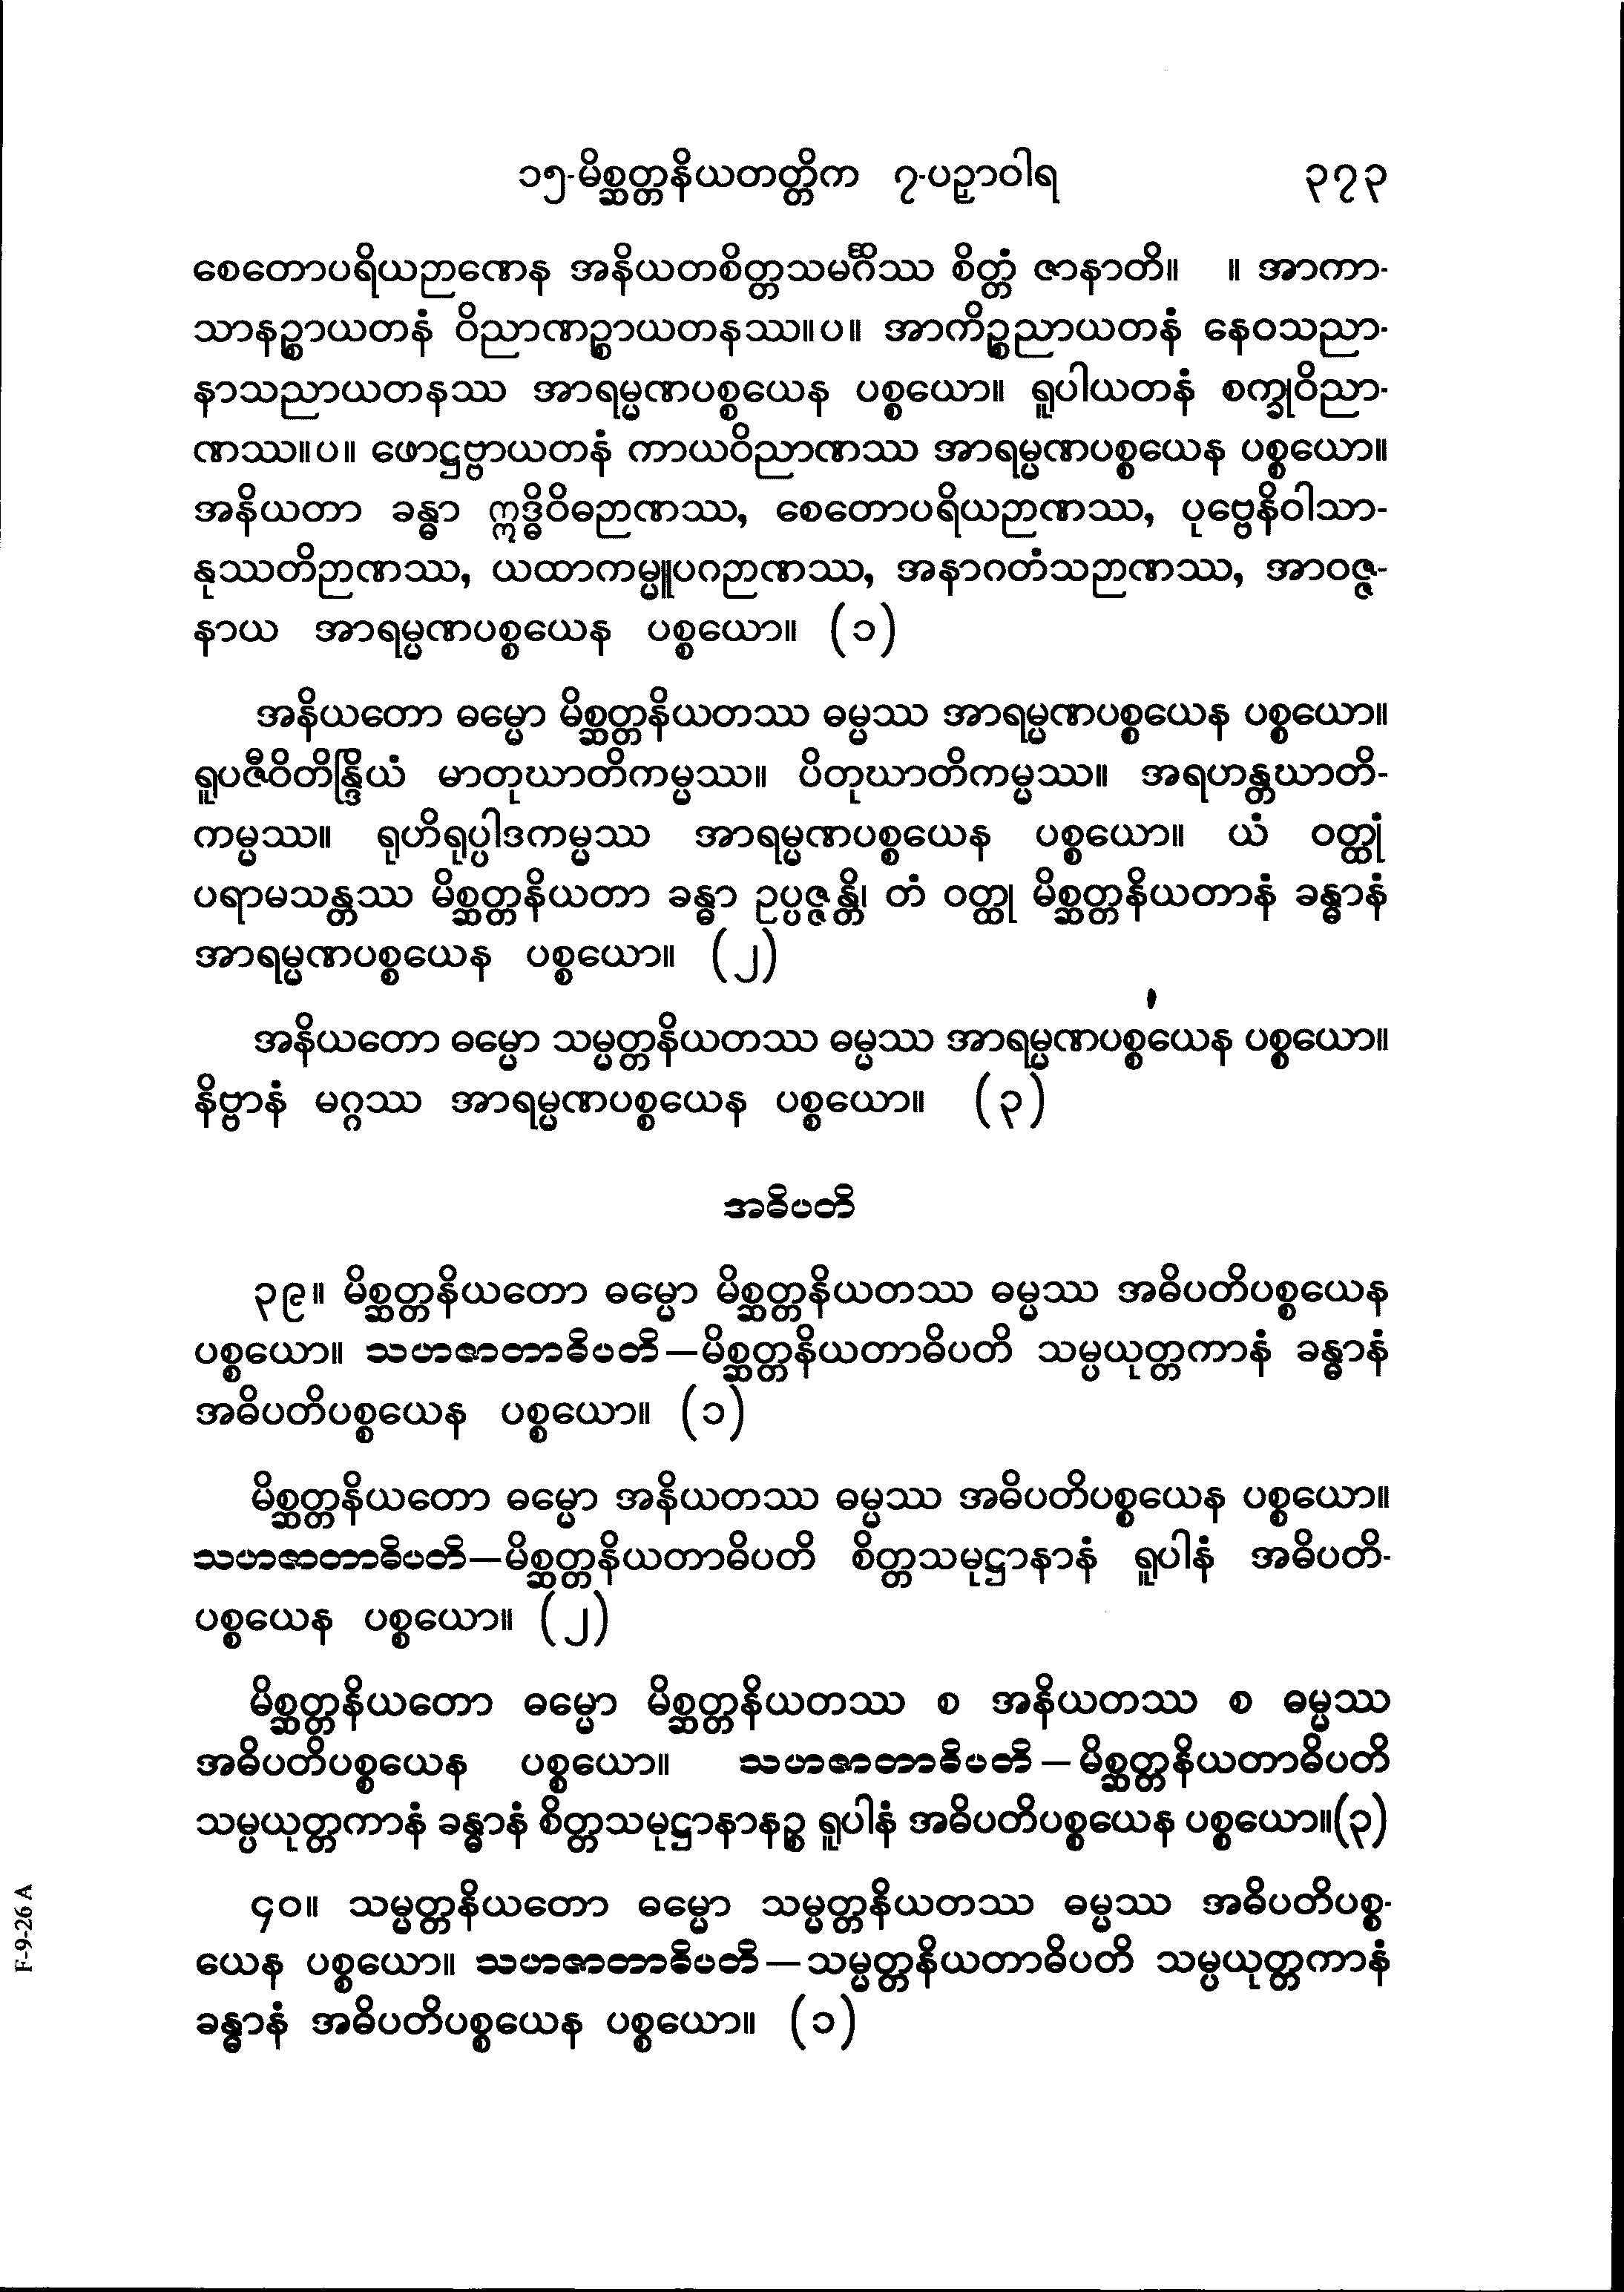 ၁၅-မိစ္ဆတ္တနိယတတ္တိက ၇-ပဉှာဝါရ ၃၇၃
စေတောပရိယဉာဏေန အနိယတစိတ္တသမင်္ဂိဿ စိတ္တံ ဇာနာတိ။ ။ အာကာ-
သာနဉ္စာယတနံ ဝိညာဏဉ္စာယတနဿ။ပ။ အာကိဉ္စညာယတနံ နေဝသညာ-
နာသညာယတနဿ အာရမ္မဏပစ္စယေန ပစ္စယော။ ရူပါယတနံ စက္ခုဝိညာ-
ဏဿ။ပ။ ဖောဋ္ဌဗ္ဗာယတနံ ကာယဝိညာဏဿ အာရမ္မဏပစ္စယေန ပစ္စယော။
အနိယတာ ခန္ဓာ ဣဒ္ဓိဝိဓဉာဏဿ, စေတောပရိယဉာဏဿ, ပုဗ္ဗေနိဝါသာ-
နုဿတိဉာဏဿ, ယထာကမ္မူပဂဉာဏဿ, အနာဂတံသဉာဏဿ, အာဝဇ္ဇ-
နာယ အာရမ္မဏပစ္စယေန ပစ္စယော။ (၁)
အနိယတော ဓမ္မော မိစ္ဆတ္တနိယတဿ ဓမ္မဿ အာရမ္မဏပစ္စယေန ပစ္စယော။
ရူပဇီဝိတိန္ဒြိယံ မာတုဃာတိကမ္မဿ။ ပိတုဃာတိကမ္မဿ။ အရဟန္တဃာတိ-
ကမ္မဿ။ ရုဟိရုပ္ပါဒကမ္မဿ အာရမ္မဏပစ္စယေန ပစ္စယော။ ယံ ဝတ္ထုံ
ပရာမသန္တဿ မိစ္ဆတ္တနိယတာ ခန္ဓာ ဥပ္ပဇ္ဇန္တိ၊ တံ ဝတ္ထု မိစ္ဆတ္တနိယတာနံ ခန္ဓာနံ
အာရမ္မဏပစ္စယေန ပစ္စယော။ (၂)
အနိယတော ဓမ္မော သမ္မတ္တနိယတဿ ဓမ္မဿ အာရမ္မဏပစ္စယေန ပစ္စယော။
နိဗ္ဗာနံ မဂ္ဂဿ အာရမ္မဏပစ္စယေန ပစ္စယော။ (၃)
အဓိပတိ
၃၉။ မိစ္ဆတ္တနိယတော ဓမ္မော မိစ္ဆတ္တနိယတဿ ဓမ္မဿ အဓိပတိပစ္စယေန
ပစ္စယော။ သဟဇာတာဓိပတိ—မိစ္ဆတ္တနိယတာဓိပတိ သမ္ပယုတ္တကာနံ ခန္ဓာနံ
အဓိပတိပစ္စယေန ပစ္စယော။ (၁)
မိစ္ဆတ္တနိယတော ဓမ္မော အနိယတဿ ဓမ္မဿ အဓိပတိပစ္စယေန ပစ္စယော။
သဟဇာတာဓိပတိ—မိစ္ဆတ္တနိယတာဓိပတိ စိတ္တသမုဋ္ဌာနာနံ ရူပါနံ အဓိပတိ-
ပစ္စယေန ပစ္စယော။ (၂)
မိစ္ဆတ္တနိယတော ဓမ္မော မိစ္ဆတ္တနိယတဿ စ အနိယတဿ စ ဓမ္မဿ
အဓိပတိပစ္စယေန ပစ္စယော။ သဟဇာတာဓိပတိ—မိစ္ဆတ္တနိယတာဓိပတိ
သမ္ပယုတ္တကာနံ ခန္ဓာနံ စိတ္တသမုဋ္ဌာနာနဉ္စ ရူပါနံ အဓိပတိပစ္စယေန ပစ္စယော။(၃)
၄၀။ သမ္မတ္တနိယတော ဓမ္မော သမ္မတ္တနိယတဿ ဓမ္မဿ အဓိပတိပစ္စ-
ယေန ပစ္စယော။ သဟဇာတာဓိပတိ—သမ္မတ္တနိယတာဓိပတိ သမ္ပယုတ္တကာနံ
ခန္ဓာနံ အဓိပတိပစ္စယေန ပစ္စယော။ (၁)
F-9-26 A